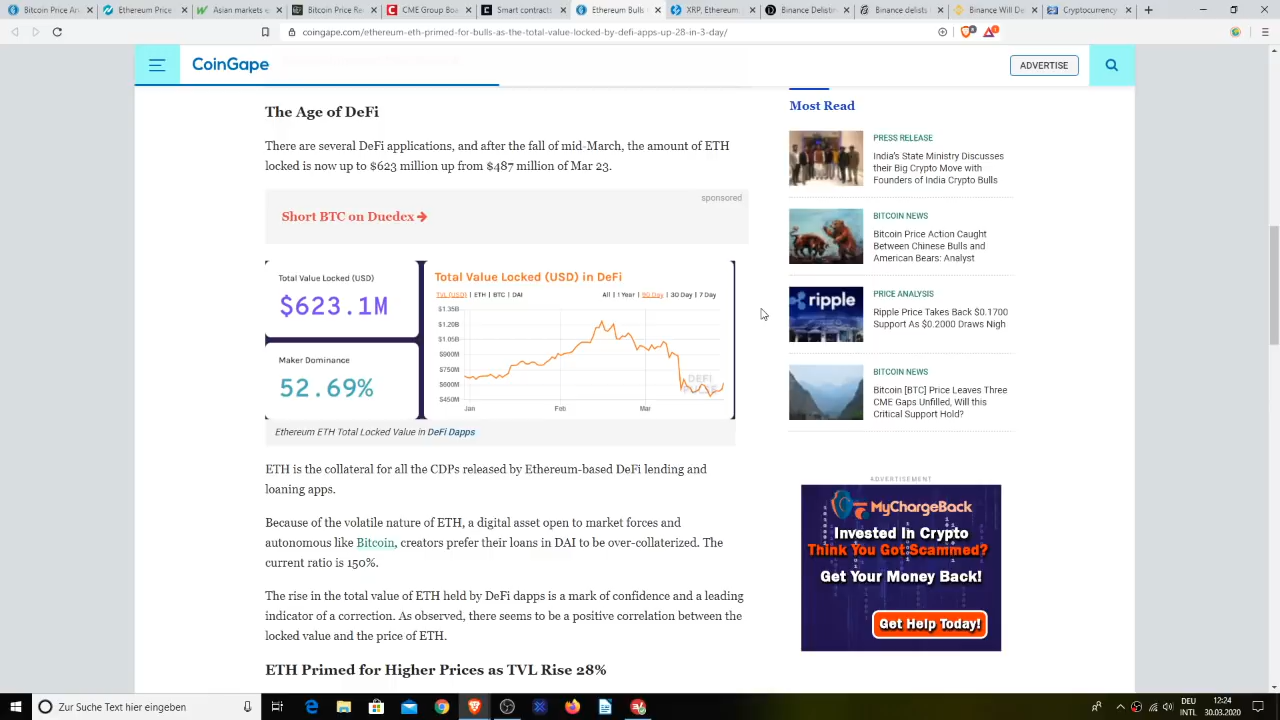 Bitcoin Price An
Ethereum Price A
CME Group
Bitcoin miners
XRP, Ethereum
coingape.com/ethereum-eth-primed-for-bulls-as-the-total-value-locked-by-defi-apps-up-28-in-3-day/
CoinGape
ADVERTISE
The Age of DeFi
There are several DeFi applications, and after the fall of mid-March, the amount of ETH
locked is now up to $623 million up from $487 million of Mar 23.
sponsored
Short BTC on Duedex
Total Value Locked (USD)
$623.1M
Maker Dominance
52.69%
Total Value Locked (USD) in DeFi
TVL (USD) | ETH | BTC | DAI
All | 1 Year | 90 Day | 30 Day | 7 Day
$1.35B
$1.20B
$1.05B
$900M
$750M
$600M
$450M
Jan
Feb
Mar
DEFI
Ethereum ETH Total Locked Value in DeFi Dapps
ETH is the collateral for all the CDPs released by Ethereum-based DeFi lending and
loaning apps.
Because of the volatile nature of ETH, a digital asset open to market forces and
autonomous like Bitcoin, creators prefer their loans in DAI to be over-collaterized. The
current ratio is 150%.
The rise in the total value of ETH held by DeFi dapps is a mark of confidence and a leading
indicator of a correction. As observed, there seems to be a positive correlation between the
locked value and the price of ETH.
ETH Primed for Higher Prices as TVL Rise 28%
Most Read
PRESS RELEASE
India's State Ministry Discusses
their Big Crypto Move with
Founders of India Crypto Bulls
BITCOIN NEWS
Bitcoin Price Action Caught
Between Chinese Bulls and
American Bears: Analyst
ripple
PRICE ANALYSIS
Ripple Price Takes Back $0.1700
Support As $0.2000 Draws Nigh
BITCOIN NEWS
Bitcoin [BTC] Price Leaves Three
CME Gaps Unfilled, Will this
Critical Support Hold?
ADVERTISEMENT
MyChargeBack
Invested In Crypto
Think You Got Scammed?
Get Your Money Back!
Get Help Today!
Zur Suche Text hier eingeben
DEU
INTL
12:24
30.03.2020